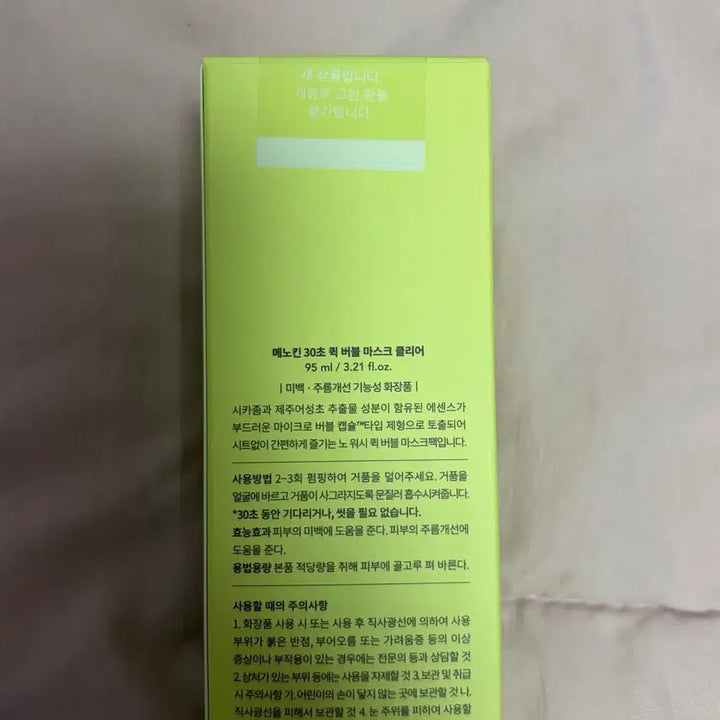 새 상품입니다.
개봉후 교환,환불
불가합니다.
메노킨 30초 퀵 버블 마스크 클리어
95 ml / 3.21 fl.oz.
| 미백 · 주름개선 기능성 화장품 |
시카좀과 제주어성초 추출물 성분이 함유된 에센스가
부드러운 마이크로 버블 캡슐™타입 제형으로 토출되어
시트없이 간편하게 즐기는 노 워시 퀵 버블 마스크팩입니다.
사용방법 2~3회 펌핑하여 거품을 덜어주세요. 거품을
얼굴에 바르고 거품이 사그라지도록 문질러 흡수시켜줍니다.
*30초 동안 기다리거나, 씻을 필요 없습니다.
효능효과 피부의 미백에 도움을 준다. 피부의 주름개선에
도움을 준다.
용법용량 본품 적당량을 취해 피부에 골고루 펴 바른다.
사용할 때의 주의사항
1. 화장품 사용 시 또는 사용 후 직사광선에 의하여 사용
부위가 붉은 반점, 부어오름 또는 가려움증 등의 이상
증상이나 부작용이 있는 경우에는 전문의 등과 상담할 것
2. 상처가 있는 부위 등에는 사용을 자제할 것 3. 보관 및 취급
시 주의사항 가. 어린이의 손이 닿지 않는 곳에 보관할 것 나.
직사광선을 피해서 보관할 것 4. 눈 주위를 피하여 사용할